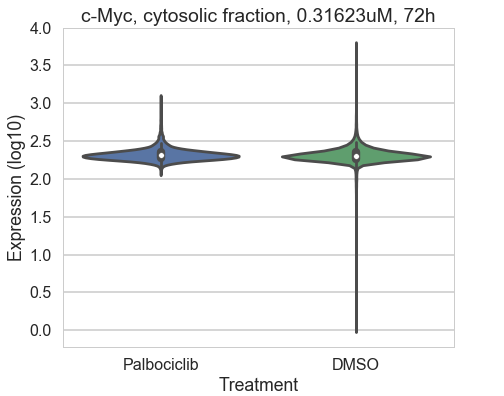 c-Myc, cytosolic fraction, 0.31623uM, 72h
4.0
3.5
3.0
2.5
2.0
1.5
1.0
0.5
0.0
Expression (log10)
Palbociclib DMSO
Treatment